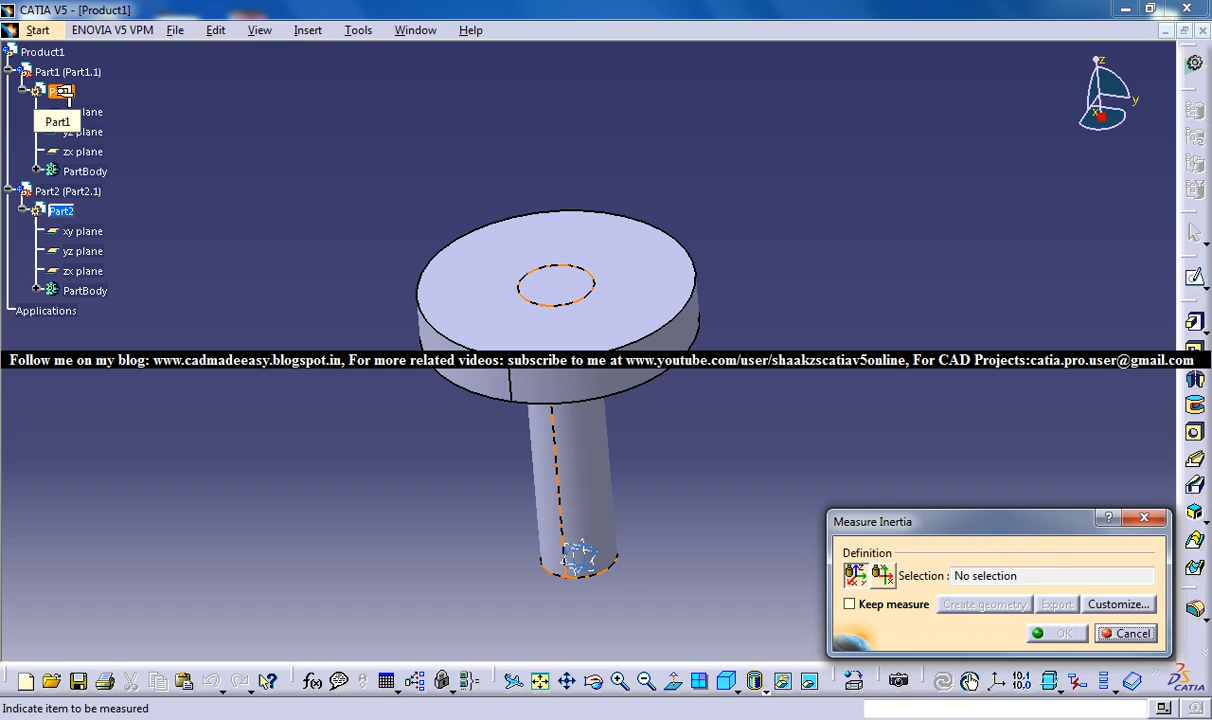 CATIA V5 - [Product1]
Start ENOVIA V5 VPM File Edit View Insert Tools Window Help
Product1
Part1 (Part1.1)
Part1
lane
yz plane
zx plane
PartBody
Part2 (Part2.1)
Part2
xy plane
yz plane
zx plane
PartBody
Applications
z
y
x
Follow me on my blog: www.cadmadeeasy.blogspot.in, For more related videos: subscribe to me at www.youtube.com/user/shaakzscatiav5online, For CAD Projects:catia.pro.user@gmail.com
Measure Inertia
Definition
Selection : No selection
Keep measure Create geometry Export Customize...
OK Cancel
CATIA
Indicate item to be measured